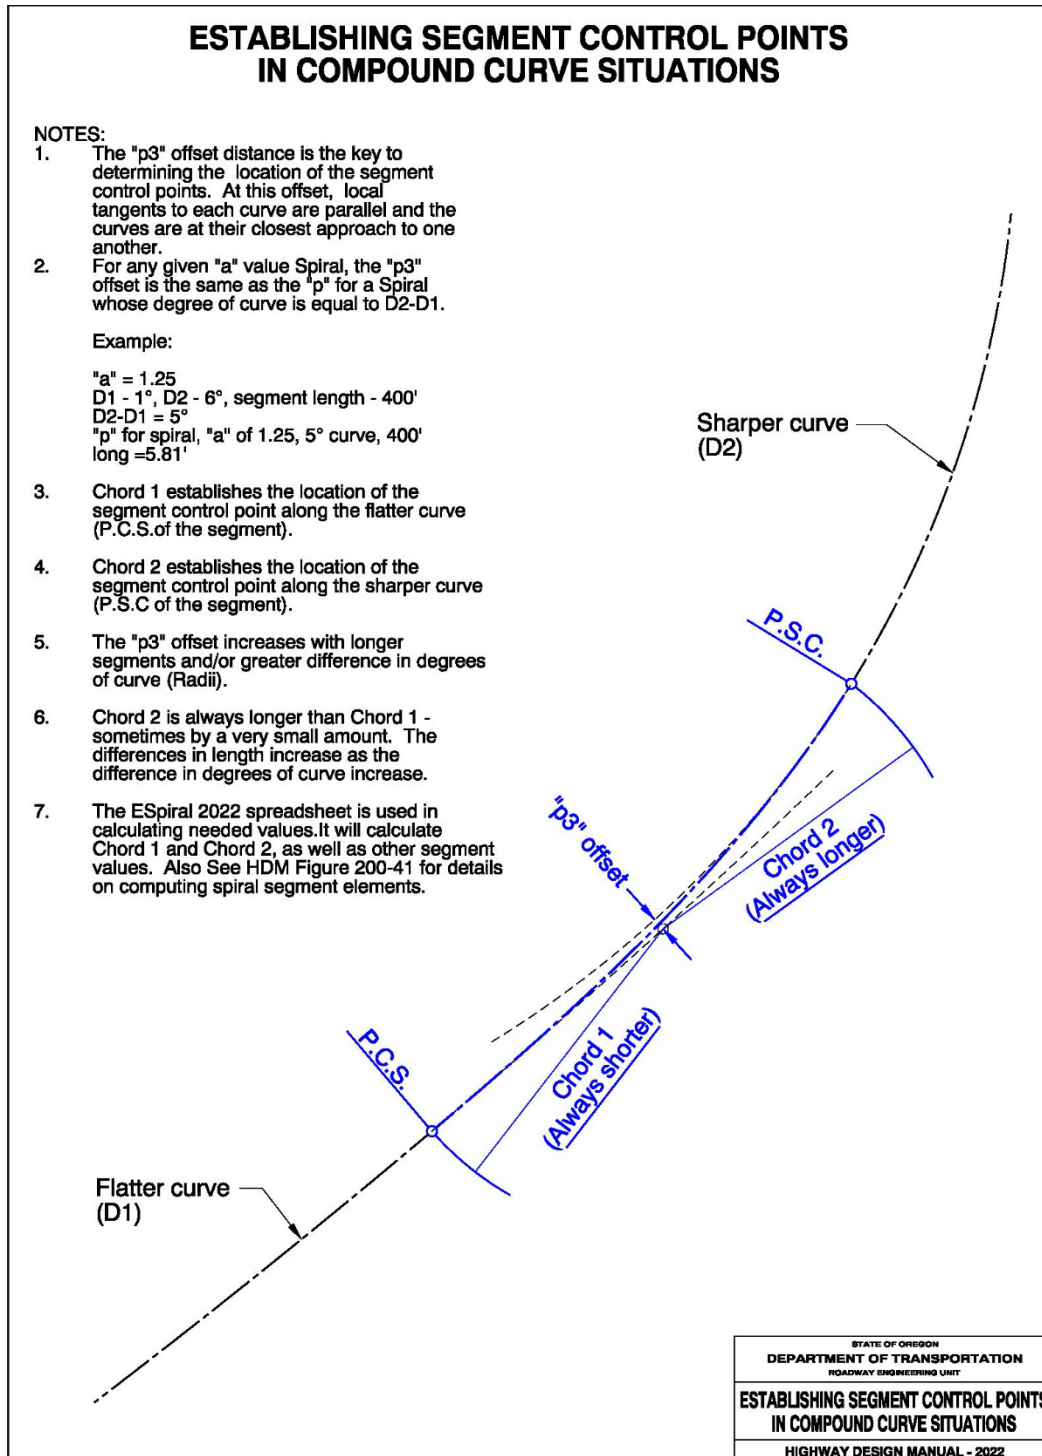 ESTABLISHING SEGMENT CONTROL POINTS
IN COMPOUND CURVE SITUATIONS
NOTES:
1. The "p3" offset distance is the key to
determining the location of the segment
control points. At this offset, local
tangents to each curve are parallel and the
curves are at their closest approach to one
another.
2. For any given "a" value Spiral, the "p3"
offset is the same as the "p" for a Spiral
whose degree of curve is equal to D2-D1.
Example:
"a" = 1.25
D1 - 1°, D2 - 6°, segment length - 400'
D2-D1 = 5°
"p" for spiral, "a" of 1.25, 5° curve, 400'
long =5.81'
3. Chord 1 establishes the location of the
segment control point along the flatter curve
(P.C.S.of the segment).
4. Chord 2 establishes the location of the
segment control point along the sharper curve
(P.S.C of the segment).
5. The "p3" offset increases with longer
segments and/or greater difference in degrees
of curve (Radii).
6. Chord 2 is always longer than Chord 1 -
sometimes by a very small amount. The
differences in length increase as the
difference in degrees of curve increase.
7. The ESpiral 2022 spreadsheet is used in
calculating needed values.It will calculate
Chord 1 and Chord 2, as well as other segment
values. Also See HDM Figure 200-41 for details
on computing spiral segment elements.
Sharper curve
(D2)
P.S.C.
"p3" offset
Chord 2
(Always longer)
Chord 1
(Always shorter)
P.C.S.
Flatter curve
(D1)
STATE OF OREGON
DEPARTMENT OF TRANSPORTATION
ROADWAY ENGINEERING UNIT
ESTABLISHING SEGMENT CONTROL POINTS
IN COMPOUND CURVE SITUATIONS
HIGHWAY DESIGN MANUAL - 2022